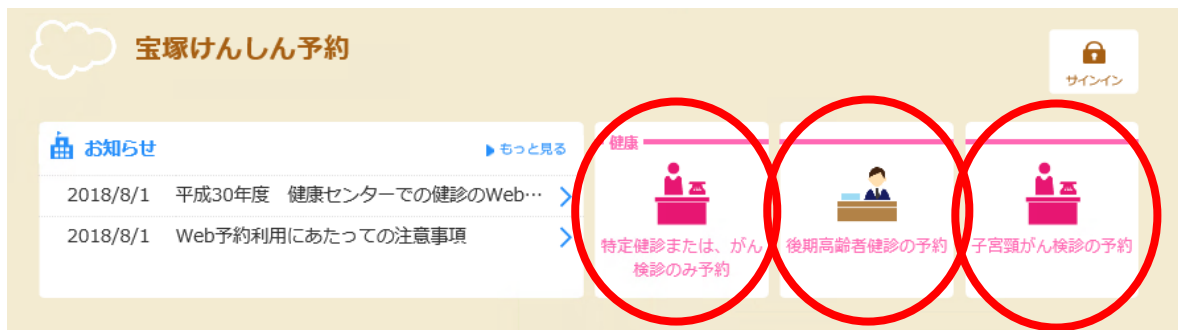 宝塚けんしん予約
サインイン
お知らせ
もっと見る
2018/8/1 平成30年度 健康センターでの健診のWeb…
2018/8/1 Web予約利用にあたっての注意事項
健康
特定健診または、がん
検診のみ予約
後期高齢者健診の予約
子宮頸がん検診の予約